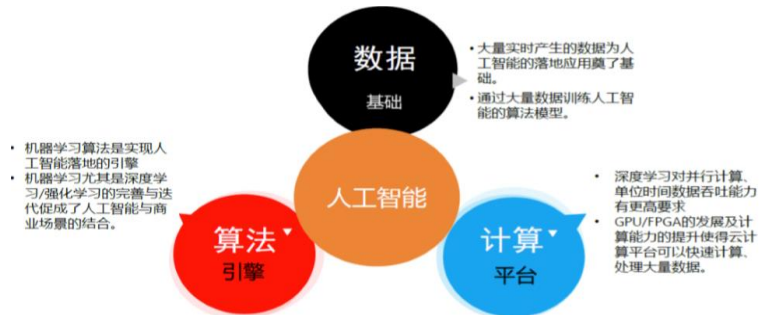 数据
基础
• 大量实时产生的数据为人
工智能的落地应用奠了基
础。
• 通过大量数据训练人工智
能的算法模型。
• 机器学习算法是实现人
工智能落地的引擎
• 机器学习尤其是深度学
习/强化学习的完善与迭
代促成了人工智能与商
业场景的结合。
人工智能
算法
引擎
计算
平台
• 深度学习对并行计算、
单位时间数据吞吐能力
有更高要求
• GPU/FPGA的发展及计
算能力的提升使得云计
算平台可以快速计算、
处理大量数据。